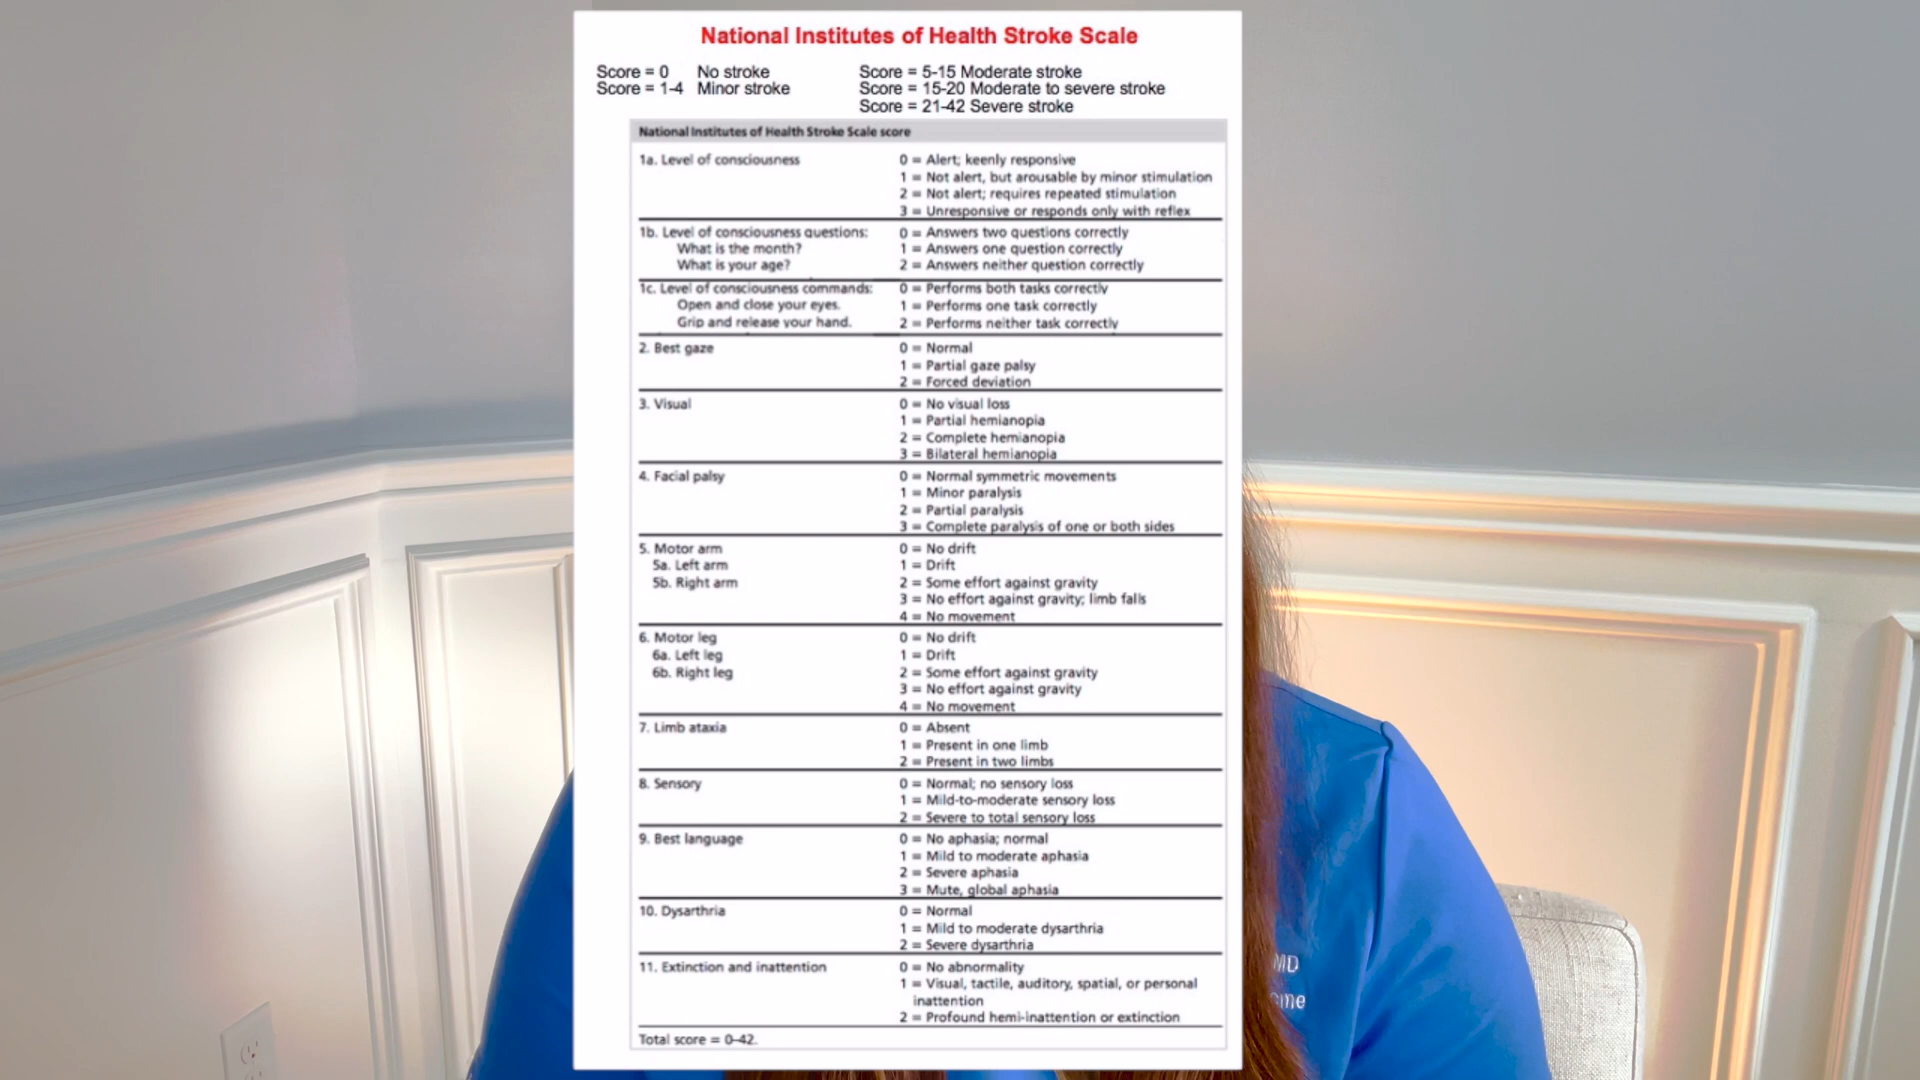 National Institutes of Health Stroke Scale
Score = 0 No stroke
Score = 1-4 Minor stroke
Score = 5-15 Moderate stroke
Score = 15-20 Moderate to severe stroke
Score = 21-42 Severe stroke
National Institutes of Health Stroke Scale score
1a. Level of consciousness
0 = Alert; keenly responsive
1 = Not alert, but arousable by minor stimulation
2 = Not alert; requires repeated stimulation
3 = Unresponsive or responds only with reflex
1b. Level of consciousness questions:
What is the month?
What is your age?
0 = Answers two questions correctly
1 = Answers one question correctly
2 = Answers neither question correctly
1c. Level of consciousness commands:
Open and close your eyes.
Grip and release your hand.
0 = Performs both tasks correctly
1 = Performs one task correctly
2 = Performs neither task correctly
2. Best gaze
0 = Normal
1 = Partial gaze palsy
2 = Forced deviation
3. Visual
0 = No visual loss
1 = Partial hemianopia
2 = Complete hemianopia
3 = Bilateral hemianopia
4. Facial palsy
0 = Normal symmetric movements
1 = Minor paralysis
2 = Partial paralysis
3 = Complete paralysis of one or both sides
5. Motor arm
5a. Left arm
5b. Right arm
0 = No drift
1 = Drift
2 = Some effort against gravity
3 = No effort against gravity; limb falls
4 = No movement
6. Motor leg
6a. Left leg
6b. Right leg
0 = No drift
1 = Drift
2 = Some effort against gravity
3 = No effort against gravity
4 = No movement
7. Limb ataxia
0 = Absent
1 = Present in one limb
2 = Present in two limbs
8. Sensory
0 = Normal; no sensory loss
1 = Mild-to-moderate sensory loss
2 = Severe to total sensory loss
9. Best language
0 = No aphasia; normal
1 = Mild to moderate aphasia
2 = Severe aphasia
3 = Mute, global aphasia
10. Dysarthria
0 = Normal
1 = Mild to moderate dysarthria
2 = Severe dysarthria
11. Extinction and inattention
0 = No abnormality
1 = Visual, tactile, auditory, spatial, or personal
inattention
2 = Profound hemi-inattention or extinction
Total score = 0–42.
MD